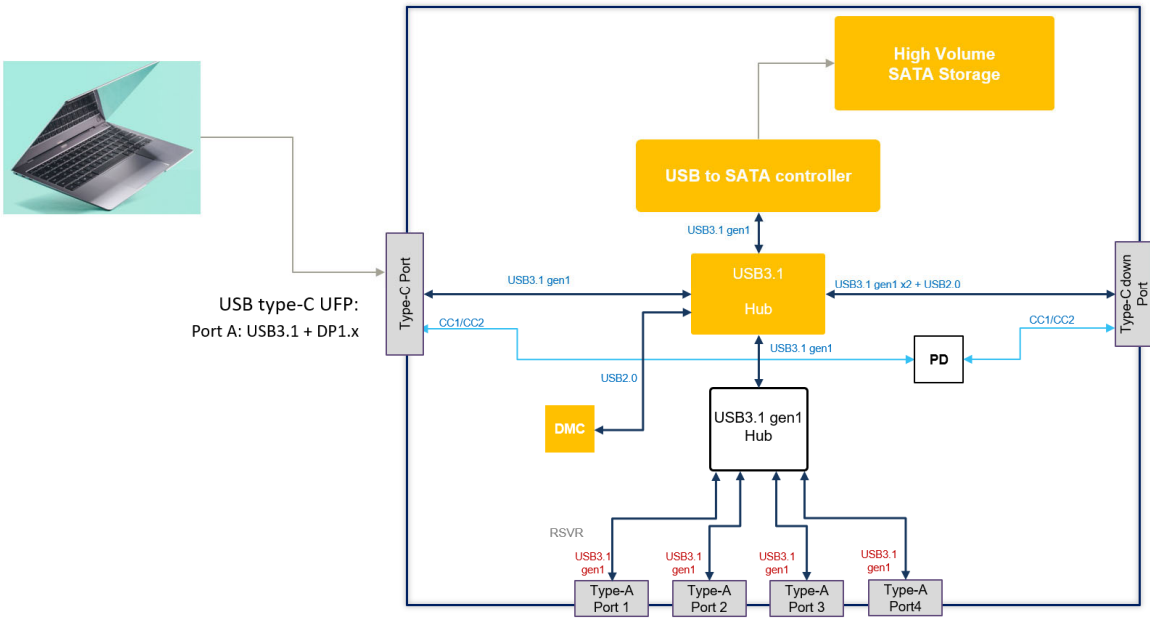 High Volume
SATA Storage
USB to SATA controller
USB3.1 gen1
USB3.1
Hub
USB3.1 gen1
USB3.1 gen1 x2 + USB2.0
Type-C Port
Type-C down
Port
USB type-C UFP:
Port A: USB3.1 + DP1.x
CC1/CC2
CC1/CC2
USB3.1 gen1
PD
USB2.0
DMC
USB3.1 gen1
Hub
RSVR
USB3.1
gen1
USB3.1
gen1
USB3.1
gen1
USB3.1
gen1
Type-A
Port 1
Type-A
Port 2
Type-A
Port 3
Type-A
Port4